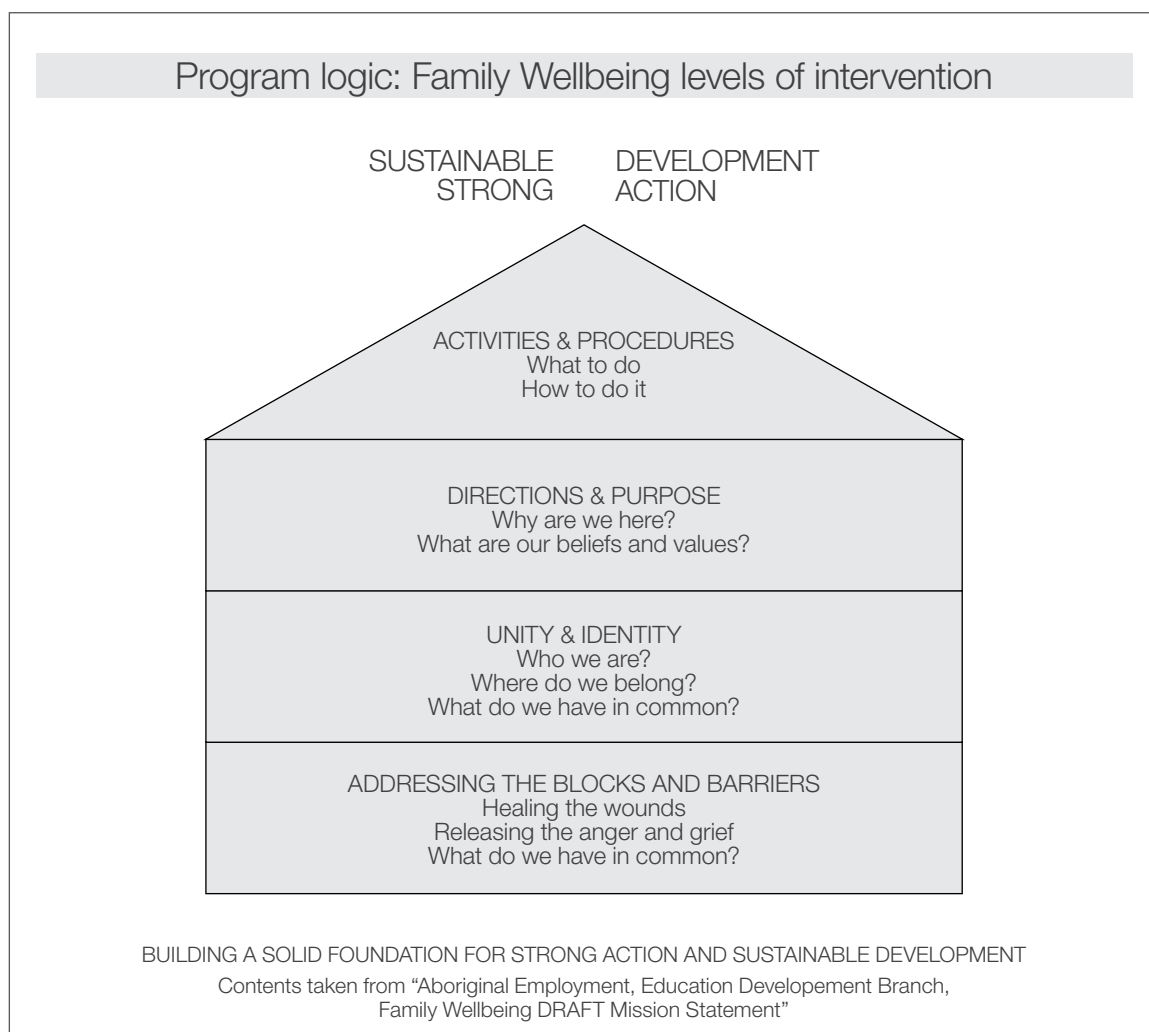 Program logic: Family Wellbeing levels of intervention
SUSTAINABLE DEVELOPMENT
STRONG ACTION
ACTIVITIES & PROCEDURES
What to do
How to do it
DIRECTIONS & PURPOSE
Why are we here?
What are our beliefs and values?
UNITY & IDENTITY
Who we are?
Where do we belong?
What do we have in common?
ADDRESSING THE BLOCKS AND BARRIERS
Healing the wounds
Releasing the anger and grief
What do we have in common?
BUILDING A SOLID FOUNDATION FOR STRONG ACTION AND SUSTAINABLE DEVELOPMENT
Contents taken from “Aboriginal Employment, Education Developement Branch,
Family Wellbeing DRAFT Mission Statement”